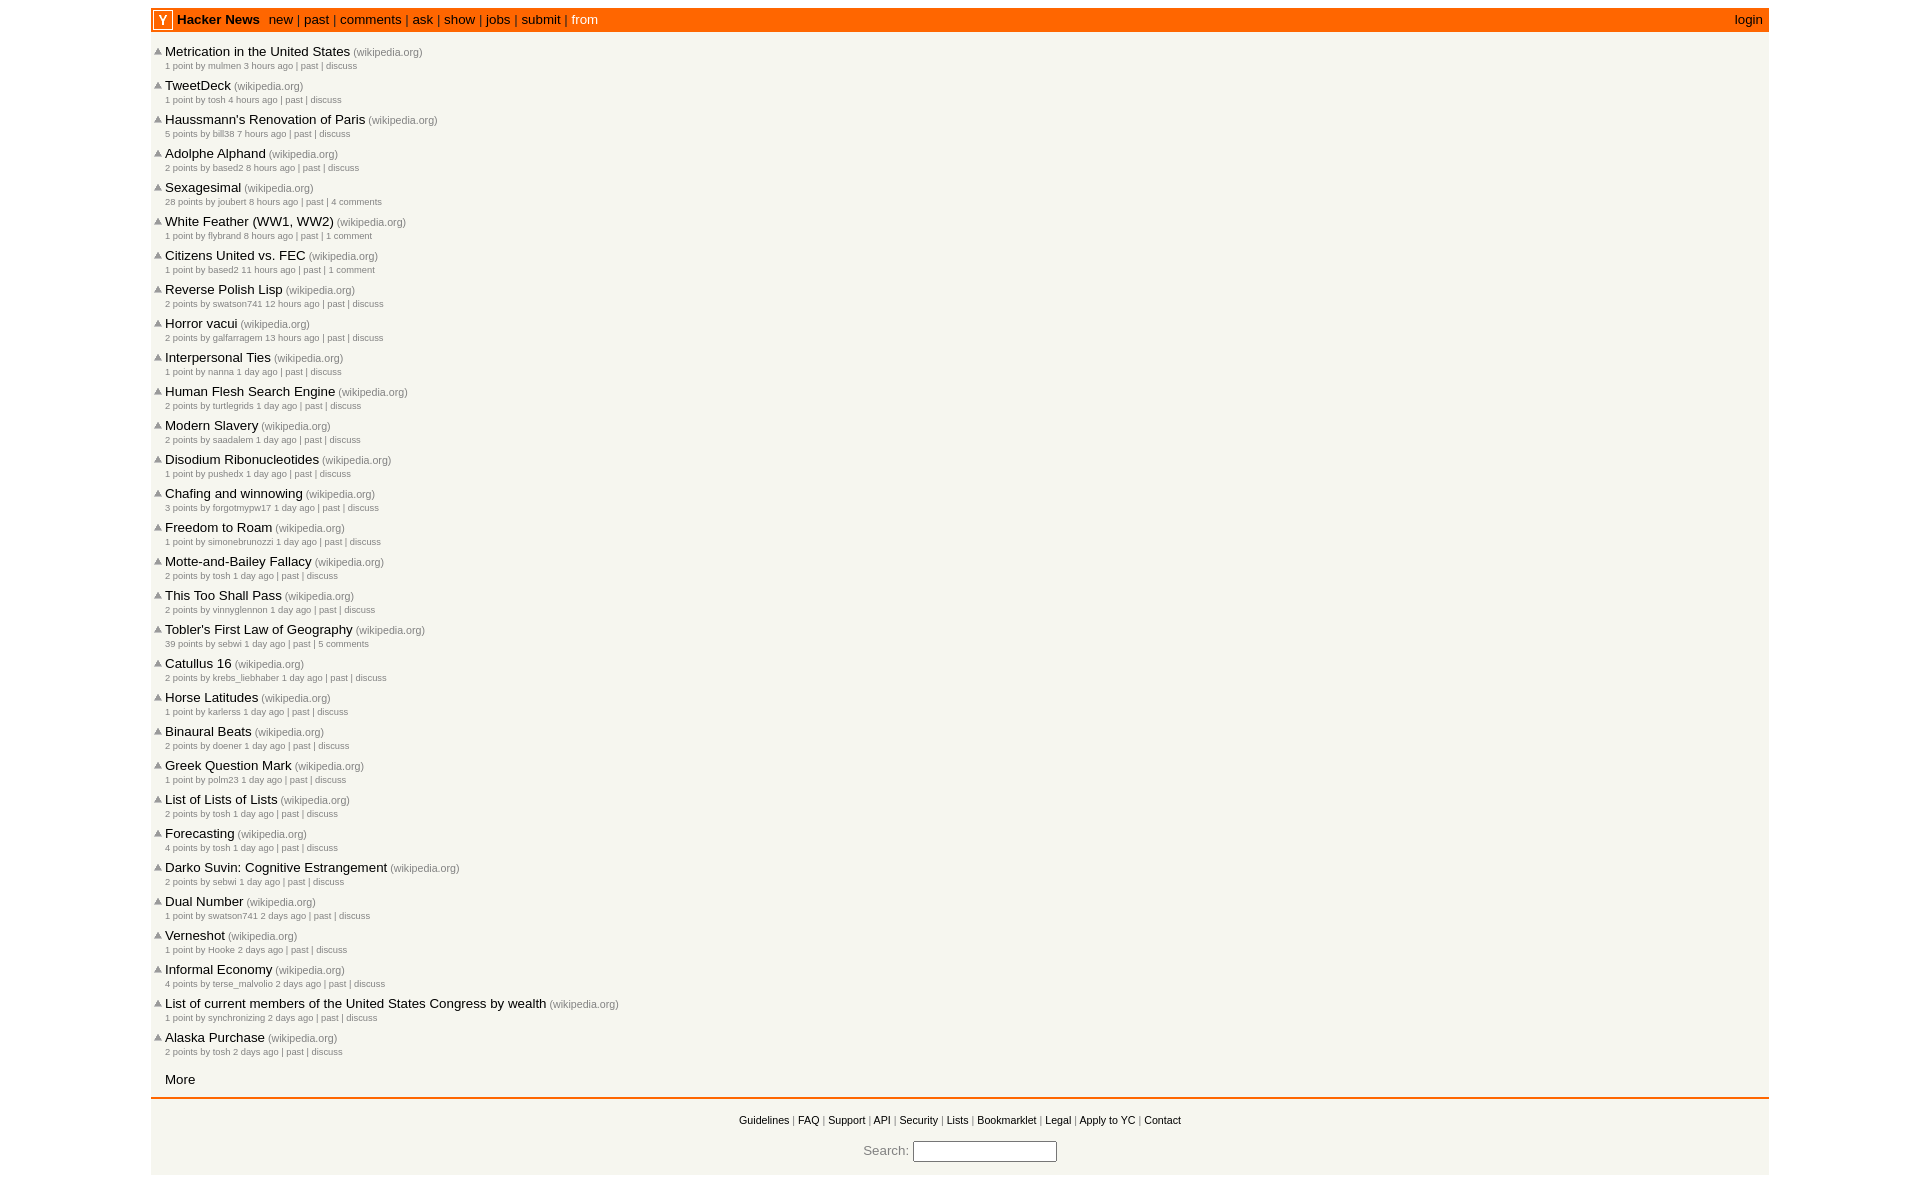 Y Hacker News new | past | comments | ask | show | jobs | submit | from login
Metrication in the United States (wikipedia.org)
1 point by mulmen 3 hours ago | past | discuss
TweetDeck (wikipedia.org)
1 point by tosh 4 hours ago | past | discuss
Haussmann's Renovation of Paris (wikipedia.org)
5 points by bill38 7 hours ago | past | discuss
Adolphe Alphand (wikipedia.org)
2 points by based2 8 hours ago | past | discuss
Sexagesimal (wikipedia.org)
28 points by joubert 8 hours ago | past | 4 comments
White Feather (WW1, WW2) (wikipedia.org)
1 point by flybrand 8 hours ago | past | 1 comment
Citizens United vs. FEC (wikipedia.org)
1 point by based2 11 hours ago | past | 1 comment
Reverse Polish Lisp (wikipedia.org)
2 points by swatson741 12 hours ago | past | discuss
Horror vacui (wikipedia.org)
2 points by galfarragem 13 hours ago | past | discuss
Interpersonal Ties (wikipedia.org)
1 point by nanna 1 day ago | past | discuss
Human Flesh Search Engine (wikipedia.org)
2 points by turtlegrids 1 day ago | past | discuss
Modern Slavery (wikipedia.org)
2 points by saadalem 1 day ago | past | discuss
Disodium Ribonucleotides (wikipedia.org)
1 point by pushedx 1 day ago | past | discuss
Chafing and winnowing (wikipedia.org)
3 points by forgotmypw17 1 day ago | past | discuss
Freedom to Roam (wikipedia.org)
1 point by simonebrunozzi 1 day ago | past | discuss
Motte-and-Bailey Fallacy (wikipedia.org)
2 points by tosh 1 day ago | past | discuss
This Too Shall Pass (wikipedia.org)
2 points by vinnyglennon 1 day ago | past | discuss
Tobler's First Law of Geography (wikipedia.org)
39 points by sebwi 1 day ago | past | 5 comments
Catullus 16 (wikipedia.org)
2 points by krebs_liebhaber 1 day ago | past | discuss
Horse Latitudes (wikipedia.org)
1 point by karlerss 1 day ago | past | discuss
Binaural Beats (wikipedia.org)
2 points by doener 1 day ago | past | discuss
Greek Question Mark (wikipedia.org)
1 point by polm23 1 day ago | past | discuss
List of Lists of Lists (wikipedia.org)
2 points by tosh 1 day ago | past | discuss
Forecasting (wikipedia.org)
4 points by tosh 1 day ago | past | discuss
Darko Suvin: Cognitive Estrangement (wikipedia.org)
2 points by sebwi 1 day ago | past | discuss
Dual Number (wikipedia.org)
1 point by swatson741 2 days ago | past | discuss
Verneshot (wikipedia.org)
1 point by Hooke 2 days ago | past | discuss
Informal Economy (wikipedia.org)
4 points by terse_malvolio 2 days ago | past | discuss
List of current members of the United States Congress by wealth (wikipedia.org)
1 point by synchronizing 2 days ago | past | discuss
Alaska Purchase (wikipedia.org)
2 points by tosh 2 days ago | past | discuss
More
Guidelines | FAQ | Support | API | Security | Lists | Bookmarklet | Legal | Apply to YC | Contact
Search: